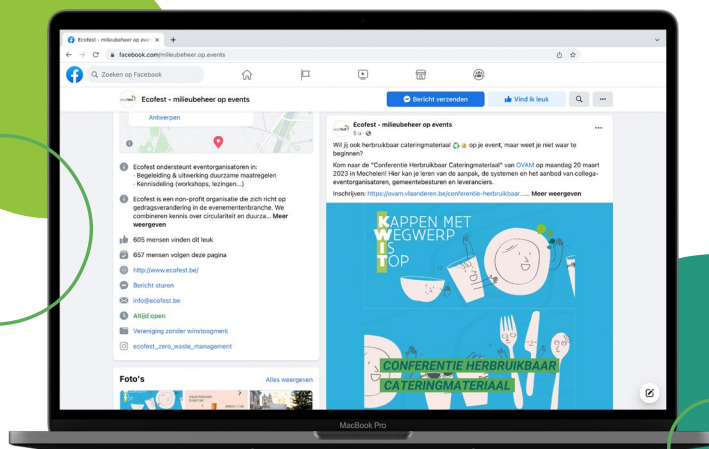 Ecofest - milieubeheer op even
facebook.com/milieubeheer.op.events
Zoeken op Facebook
Ecofest - milieubeheer op events
Bericht verzenden
Vind ik leuk
Antwerpen
Ecofest ondersteunt eventorganisatoren in:
- Begeleiding & uitwerking duurzame maatregelen
- Kennisdeling (workshops, lezingen...)
Ecofest is een non-profit organisatie die zich richt op
gedragsverandering in de evenementenbranche. We
combineren kennis over circulariteit en duurza... Meer
weergeven
605 mensen vinden dit leuk
657 mensen volgen deze pagina
http://www.ecofest.be/
Bericht sturen
info@ecofest.be
Altijd open
Vereniging zonder winstoogmerk
ecofest_zero_waste_management
Foto's
Alles weergeven
Ecofest - milieubeheer op events
5 u ·
Wil jij ook herbruikbaar cateringmateriaal op je event, maar weet je niet waar te
beginnen?
Kom naar de "Conferentie Herbruikbaar Cateringmateriaal" van OVAM op maandag 20 maart
2023 in Mechelen! Hier kan je leren van de aanpak, de systemen en het aanbod van collega-
eventorganisatoren, gemeentebesturen en leveranciers.
Inschrijven: https://ovam.vlaanderen.be/conferentie-herbruikbaar...... Meer weergeven
KAPPEN MET
WEGWERP
IS
TOP
CONFERENTIE HERBRUIKBAAR
CATERINGMATERIAAL
MacBook Pro